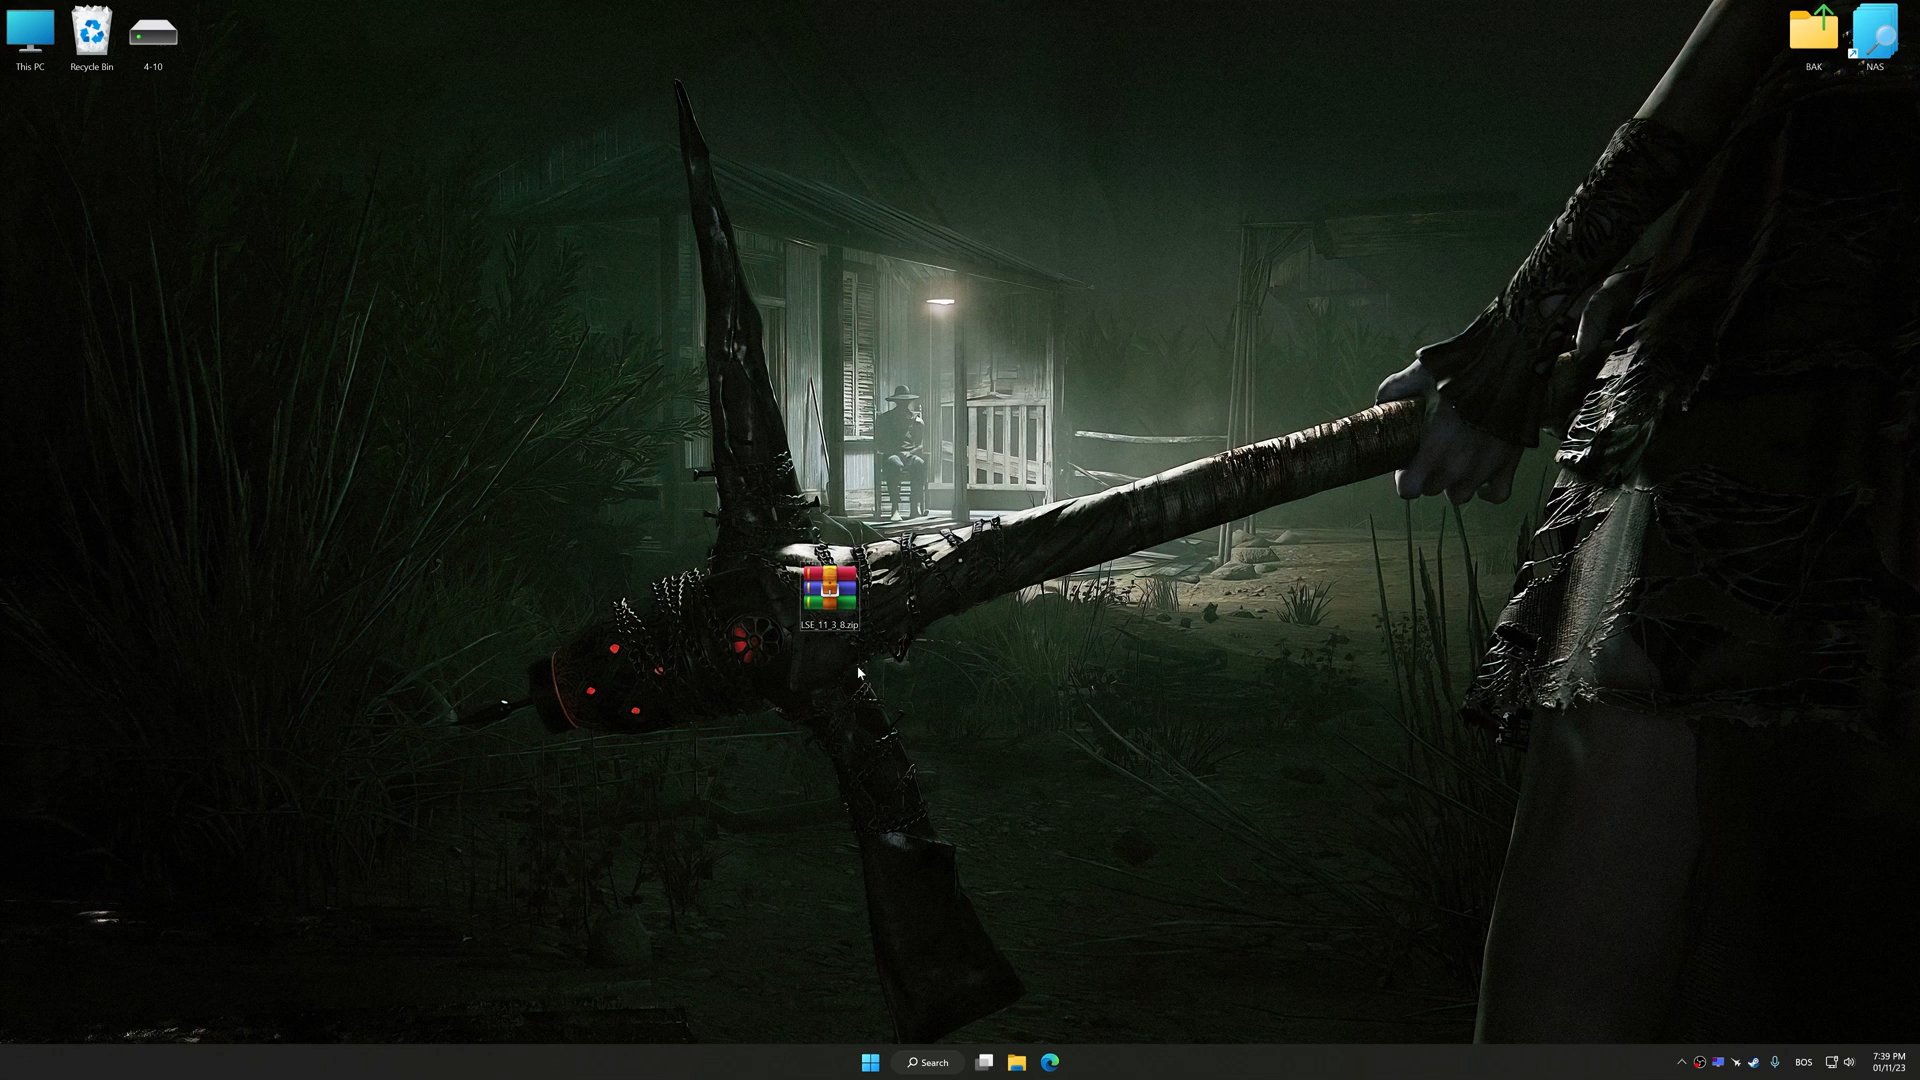 This PC
Recycle Bin
4-10
BAK
NAS
LSE_11_3_8.zip
Search
BOS
7:39 PM
01/11/23